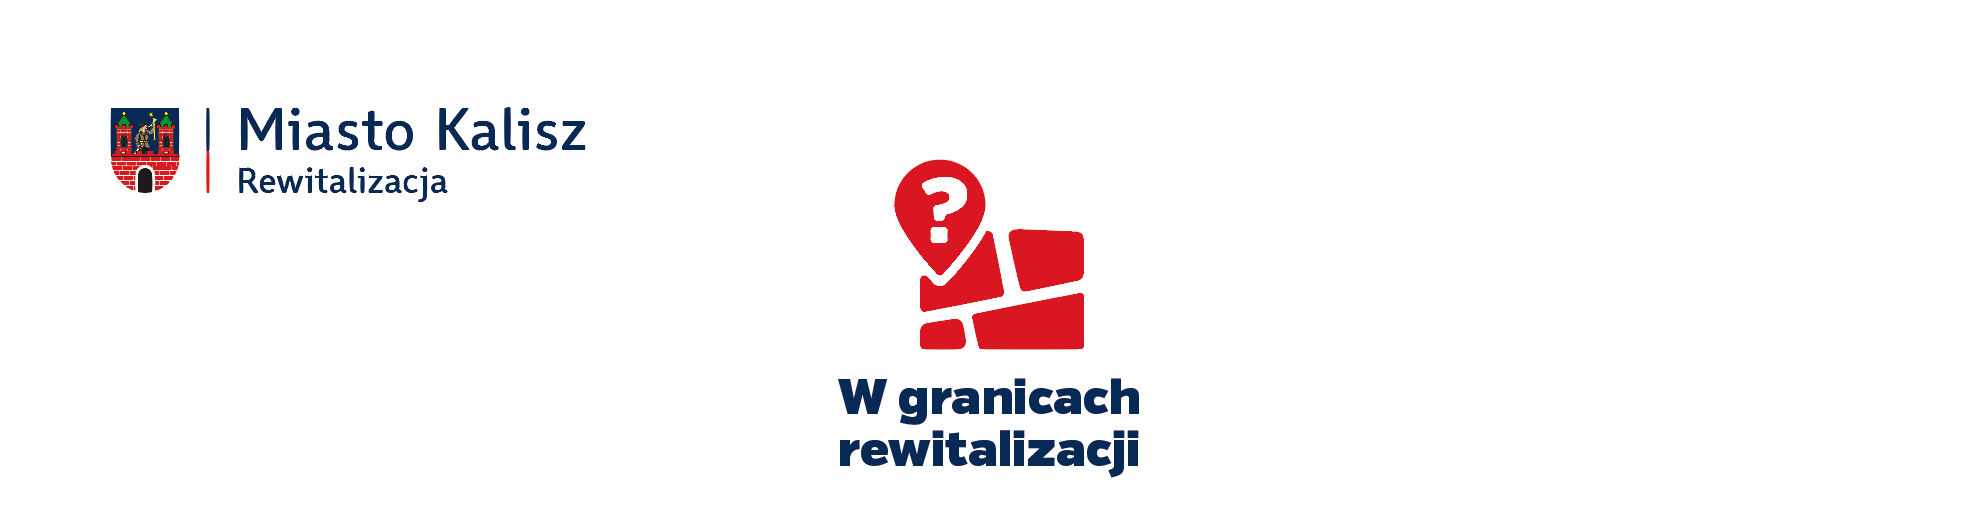 Miasto Kalisz
Rewitalizacja
?
W granicach
rewitalizacji